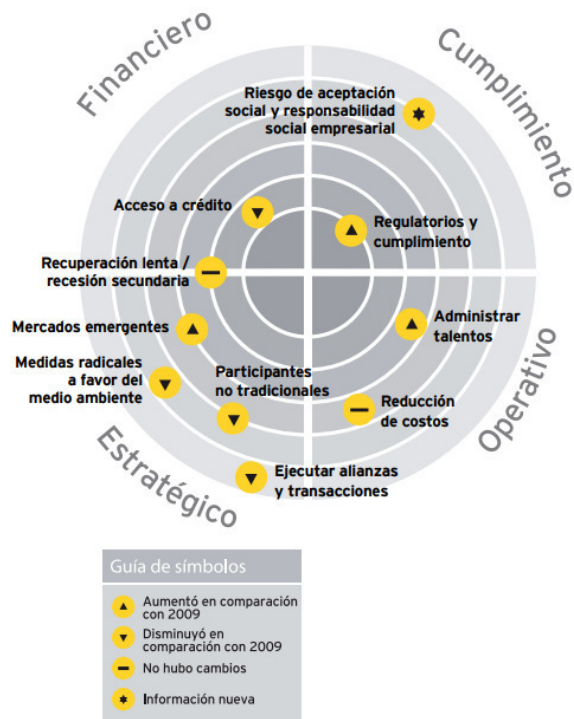 Financiero
Cumplimiento
Riesgo de aceptación
social y responsabilidad
social empresarial
Acceso a crédito
Regulatorios y
cumplimiento
Recuperación lenta /
recesión secundaria
Mercados emergentes
Administrar
talentos
Medidas radicales
a favor del
medio ambiente
Participantes
no tradicionales
Reducción
de costos
Ejecutar alianzas
y transacciones
Estratégico
Operativo
Guía de símbolos
Aumentó en comparación
con 2009
Disminuyó en
comparación con 2009
No hubo cambios
Información nueva